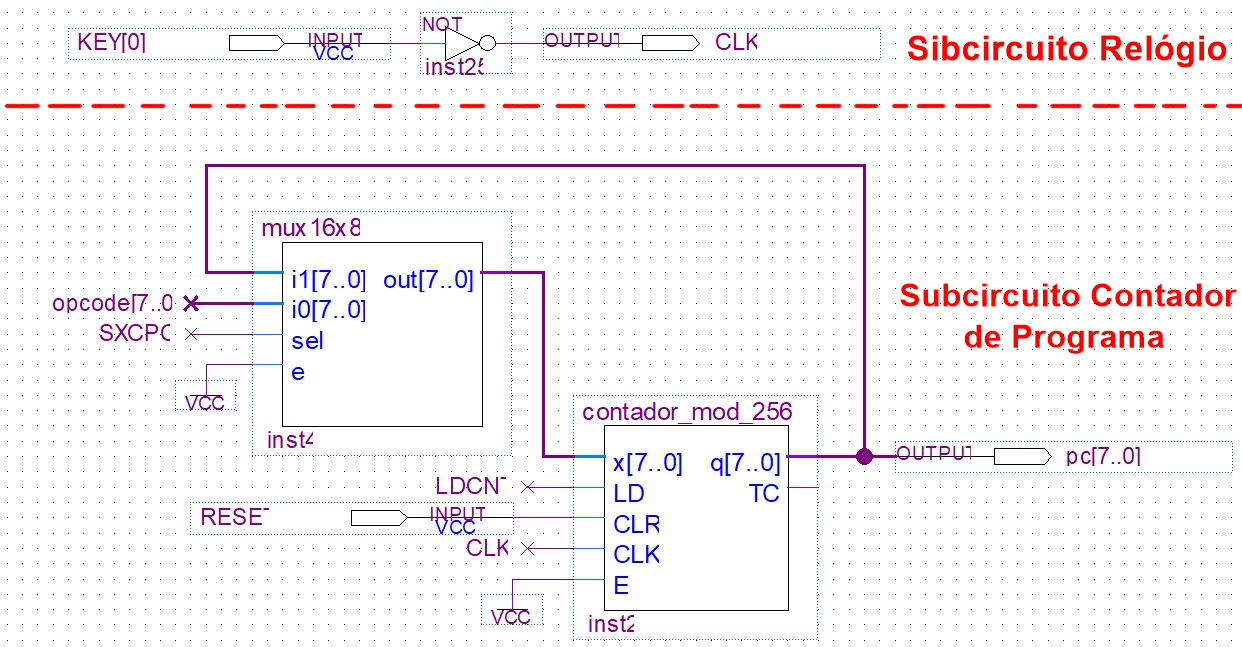 KEY[0]
INPUT
VCC
NOT
inst25
OUTPUT
CLK
Sibcircuito Relógio
mux16x8
i1[7..0]
out[7..0]
i0[7..0]
sel
e
opcode[7..0
SXCPC
VCC
inst4
Subcircuito Contador
de Programa
contador_mod_256
x[7..0]
q[7..0]
LD
TC
CLR
CLK
E
LDCNT
RESET
INPUT
VCC
CLK
VCC
inst2
OUTPUT
pc[7..0]